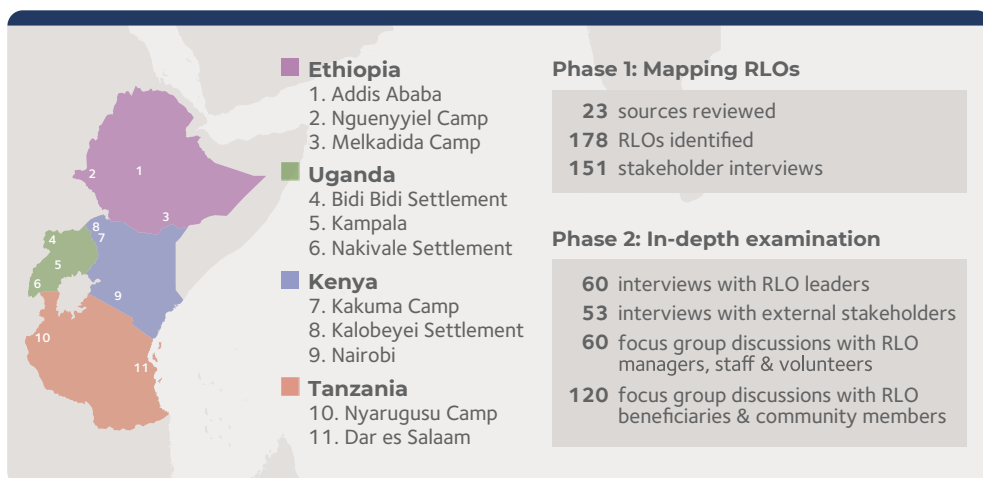 Ethiopia
1. Addis Ababa
2. Nguenyyiel Camp
3. Melkadida Camp
Uganda
4. Bidi Bidi Settlement
5. Kampala
6. Nakivale Settlement
Kenya
7. Kakuma Camp
8. Kalobeyei Settlement
9. Nairobi
Tanzania
10. Nyarugusu Camp
11. Dar es Salaam
Phase 1: Mapping RLOs
23 sources reviewed
178 RLOs identified
151 stakeholder interviews
Phase 2: In-depth examination
60 interviews with RLO leaders
53 interviews with external stakeholders
60 focus group discussions with RLO
managers, staff & volunteers
120 focus group discussions with RLO
beneficiaries & community members
1
2
3
8
7
4
5
6
9
10
11